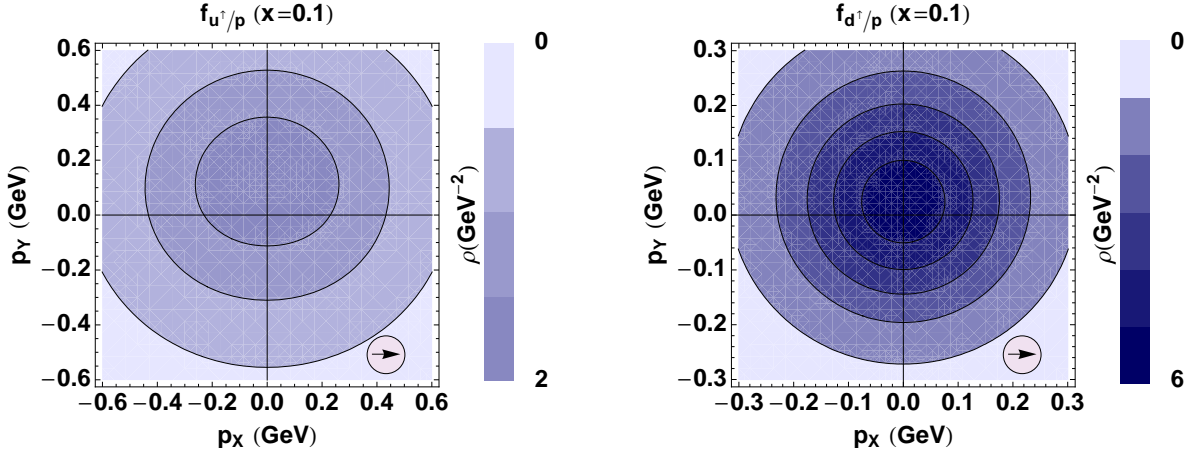 f_{u↑/p} (x=0.1)
0.6
0.4
0.2
0.0
−0.2
−0.4
−0.6
p_Y (GeV)
−0.6 −0.4 −0.2 0.0 0.2 0.4 0.6
p_X (GeV)
0
2
ρ(GeV^{−2})
f_{d↑/p} (x=0.1)
0.3
0.2
0.1
0.0
−0.1
−0.2
−0.3
p_Y (GeV)
−0.3 −0.2 −0.1 0.0 0.1 0.2 0.3
p_X (GeV)
0
6
ρ(GeV^{−2})